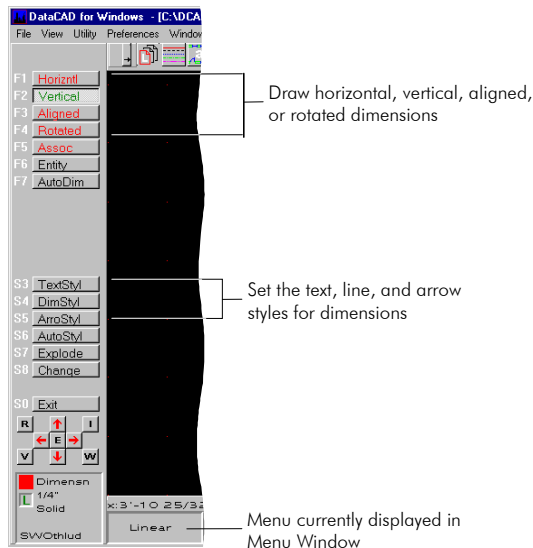 DataCAD for Windows - [C:\DCA
File View Utility Preferences Window
F1 Horizntl
F2 Vertical
F3 Aligned
F4 Rotated
F5 Assoc
F6 Entity
F7 AutoDim
Draw horizontal, vertical, aligned,
or rotated dimensions
S3 TextStyl
S4 DimStyl
S5 ArroStyl
S6 AutoStyl
S7 Explode
S8 Change
Set the text, line, and arrow
styles for dimensions
S0 Exit
R I
E
V W
Dimensn
L 1/4"
Solid
SWOthlud
x:3'-10 25/32
Linear
Menu currently displayed in
Menu Window